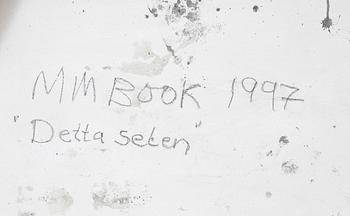 MM BOOK 1997
"Detta seten"